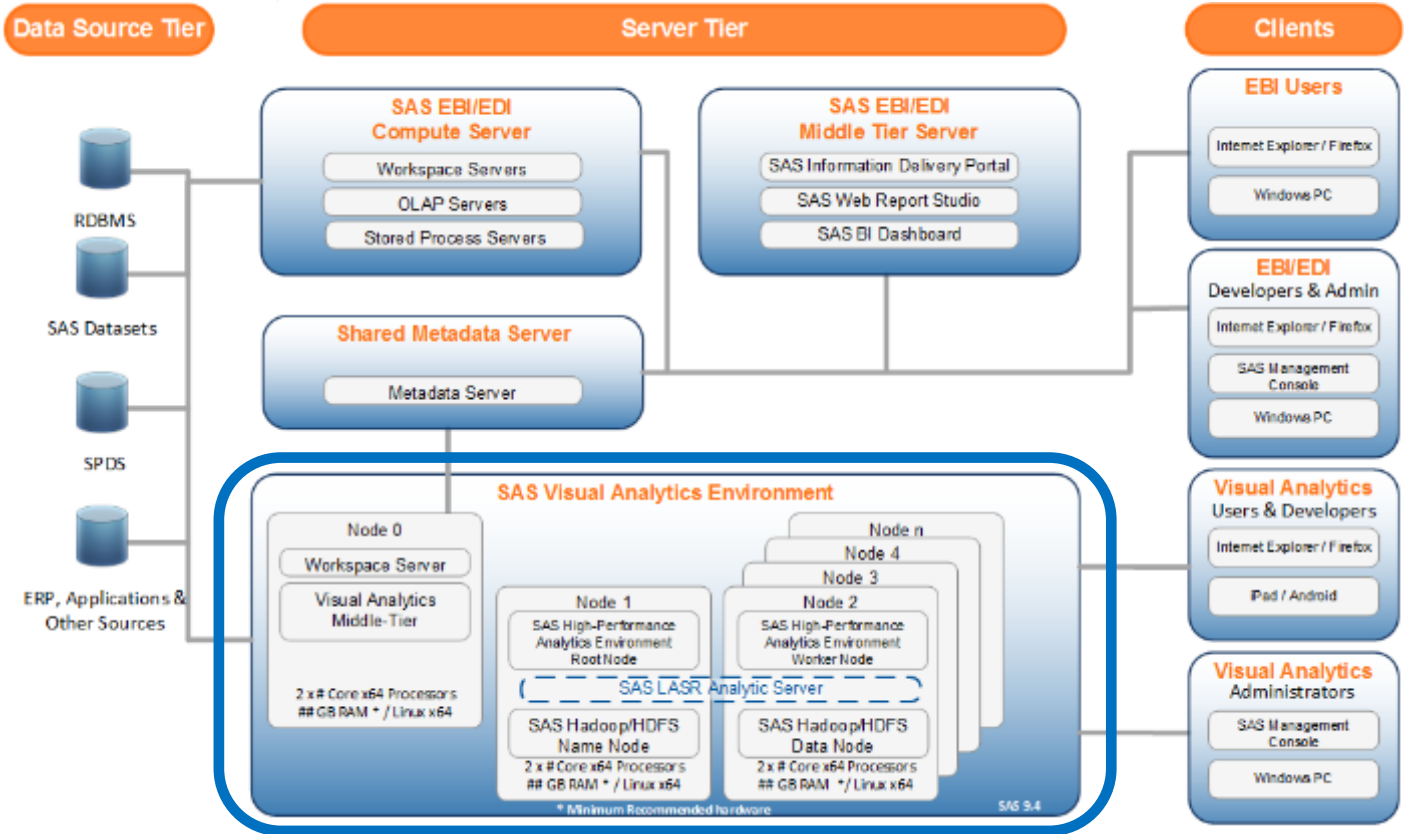 Data Source Tier
Server Tier
Clients
RDBMS
SAS Datasets
SPDS
ERP, Applications &
Other Sources
SAS EBI/EDI
Compute Server
Workspace Servers
OLAP Servers
Stored Process Servers
SAS EBI/EDI
Middle Tier Server
SAS Information Delivery Portal
SAS Web Report Studio
SAS BI Dashboard
Shared Metadata Server
Metadata Server
SAS Visual Analytics Environment
Node 0
Workspace Server
Visual Analytics
Middle-Tier
2 x # Core x64 Processors
## GB RAM * / Linux x64
Node 1
SAS High-Performance
Analytics Environment
Root Node
SAS Hadoop/HDFS
Name Node
2 x # Core x64 Processors
## GB RAM * / Linux x64
Node n
Node 4
Node 3
Node 2
SAS High-Performance
Analytics Environment
Worker Node
SAS LASR Analytic Server
SAS Hadoop/HDFS
Data Node
2 x # Core x64 Processors
## GB RAM */ Linux x64
* Minimum Recommended hardware
SAS 9.4
EBI Users
Internet Explorer / Firefox
Windows PC
EBI/EDI
Developers & Admin
Internet Explorer / Firefox
SAS Management
Console
Windows PC
Visual Analytics
Users & Developers
Internet Explorer / Firefox
iPad / Android
Visual Analytics
Administrators
SAS Management
Console
Windows PC